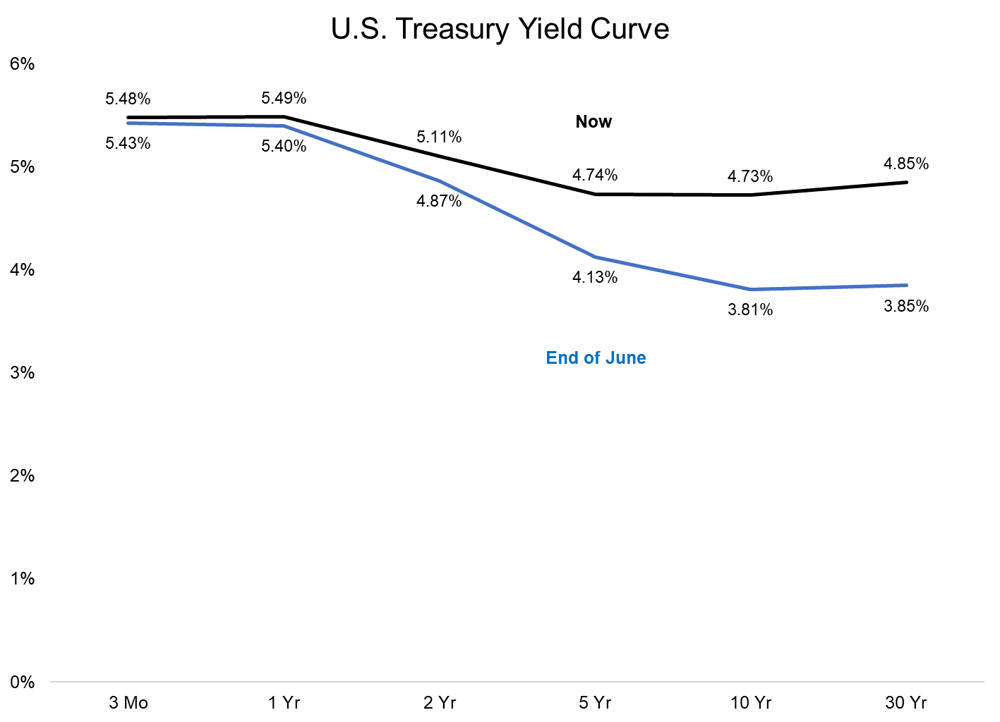 U.S. Treasury Yield Curve
6%
5.48%
5.49%
Now
5.11%
5.43%
5.40%
5%
4.74%
4.73%
4.85%
4.87%
4%
4.13%
3.81%
3.85%
End of June
3%
2%
1%
0%
3 Mo
1 Yr
2 Yr
5 Yr
10 Yr
30 Yr